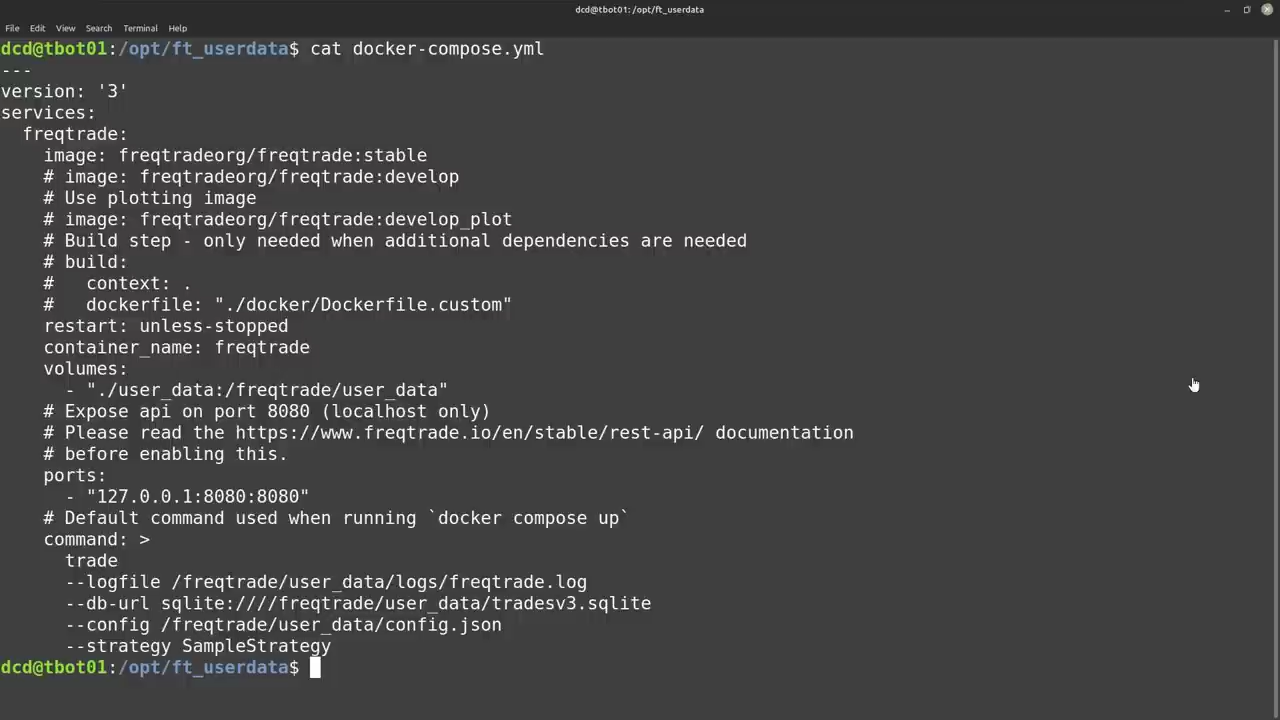 dcd@tbot01: /opt/ft_userdata
File Edit View Search Terminal Help
dcd@tbot01:/opt/ft_userdata$ cat docker-compose.yml
---
version: '3'
services:
  freqtrade:
    image: freqtradeorg/freqtrade:stable
    # image: freqtradeorg/freqtrade:develop
    # Use plotting image
    # image: freqtradeorg/freqtrade:develop_plot
    # Build step - only needed when additional dependencies are needed
    # build:
    #   context: .
    #   dockerfile: "./docker/Dockerfile.custom"
    restart: unless-stopped
    container_name: freqtrade
    volumes:
      - "./user_data:/freqtrade/user_data"
    # Expose api on port 8080 (localhost only)
    # Please read the https://www.freqtrade.io/en/stable/rest-api/ documentation
    # before enabling this.
    ports:
      - "127.0.0.1:8080:8080"
    # Default command used when running `docker compose up`
    command: >
      trade
      --logfile /freqtrade/user_data/logs/freqtrade.log
      --db-url sqlite:////freqtrade/user_data/tradesv3.sqlite
      --config /freqtrade/user_data/config.json
      --strategy SampleStrategy
dcd@tbot01:/opt/ft_userdata$